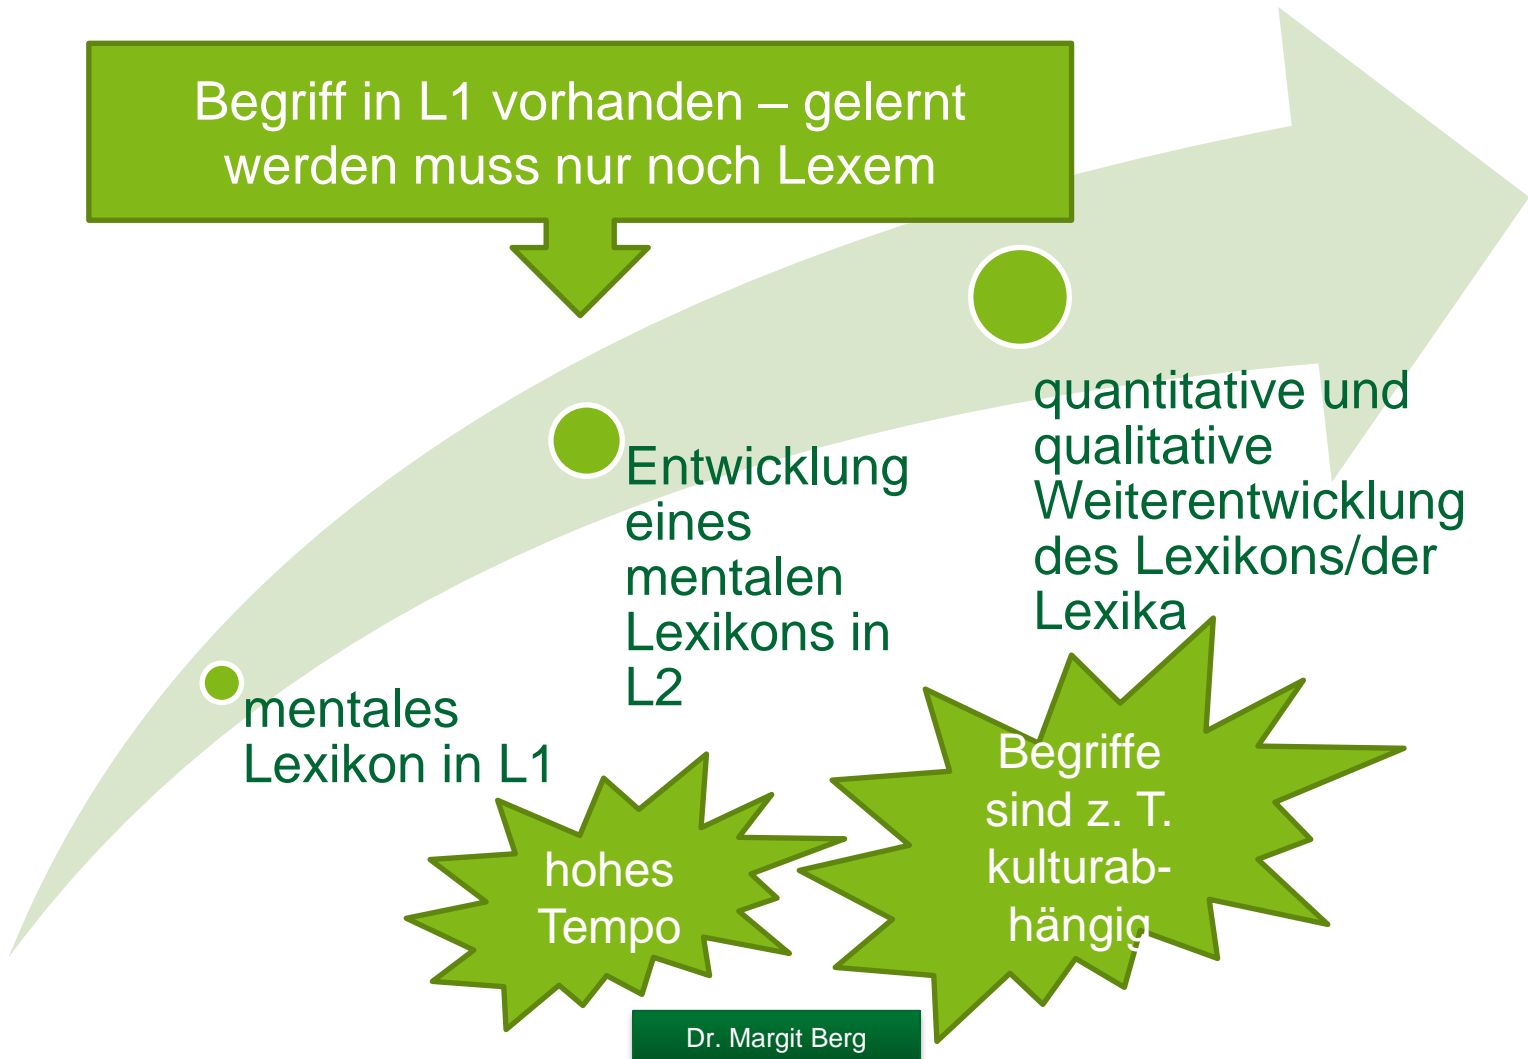 Begriff in L1 vorhanden – gelernt
werden muss nur noch Lexem
mentales
Lexikon in L1
Entwicklung
eines
mentalen
Lexikons in
L2
quantitative und
qualitative
Weiterentwicklung
des Lexikons/der
Lexika
hohes
Tempo
Begriffe
sind z. T.
kulturab-
hängig
Dr. Margit Berg